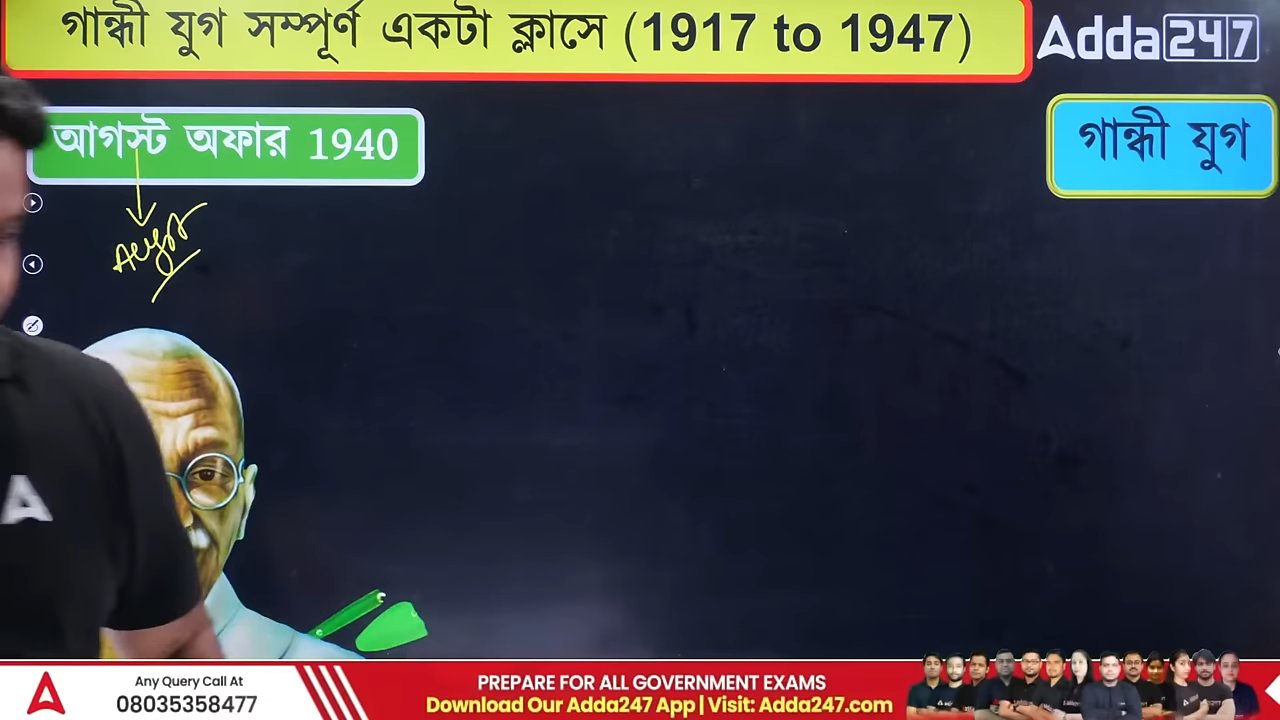 গান্ধী যুগ সম্পূর্ণ একটা ক্লাসে (1917 to 1947)
Adda247
আগস্ট অফার 1940
গান্ধী যুগ
Any Query Call At
08035358477
PREPARE FOR ALL GOVERNMENT EXAMS
Download Our Adda247 App | Visit: Adda247.com